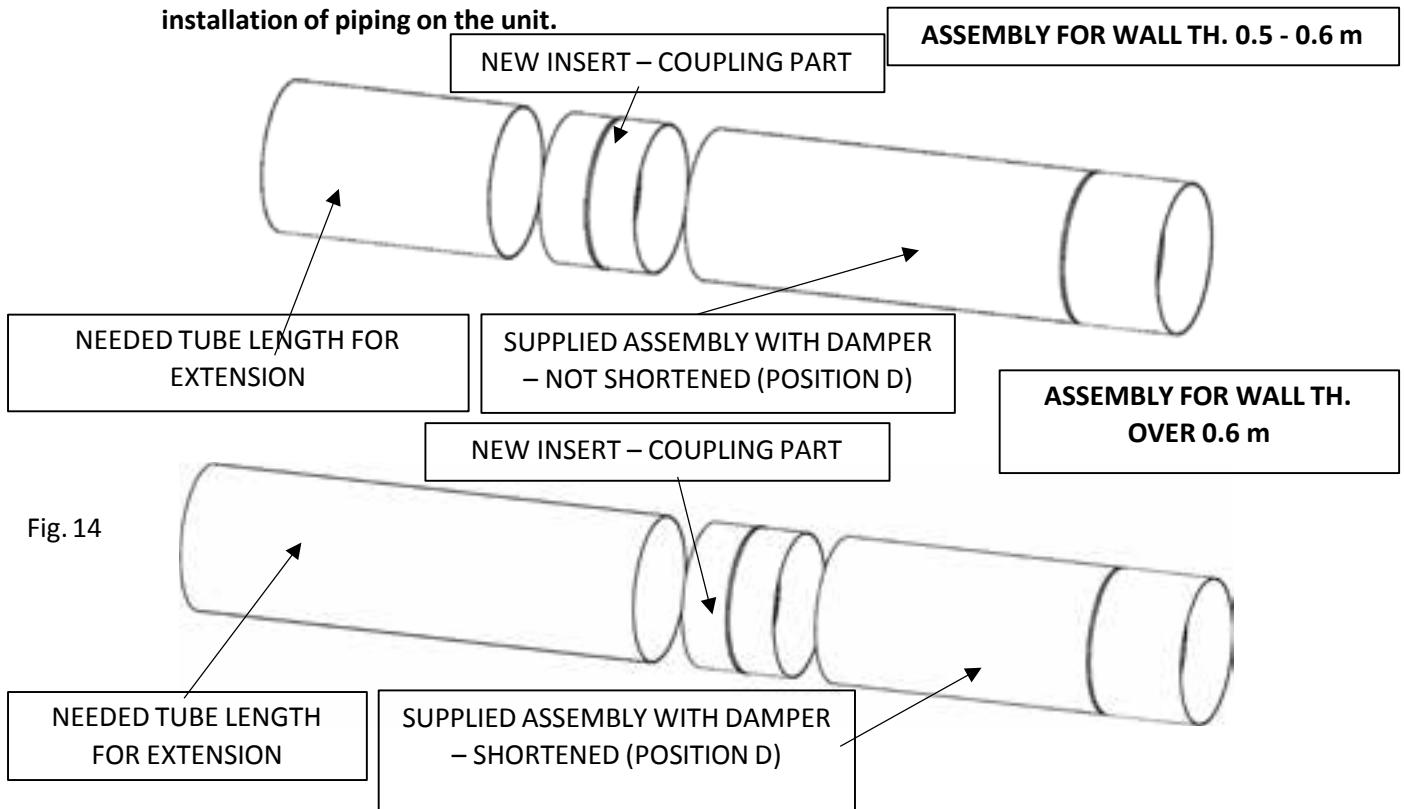 installation of piping on the unit.
ASSEMBLY FOR WALL TH. 0.5 - 0.6 m
NEW INSERT – COUPLING PART
NEEDED TUBE LENGTH FOR
EXTENSION
SUPPLIED ASSEMBLY WITH DAMPER
– NOT SHORTENED (POSITION D)
ASSEMBLY FOR WALL TH.
OVER 0.6 m
NEW INSERT – COUPLING PART
Fig. 14
NEEDED TUBE LENGTH
FOR EXTENSION
SUPPLIED ASSEMBLY WITH DAMPER
– SHORTENED (POSITION D)